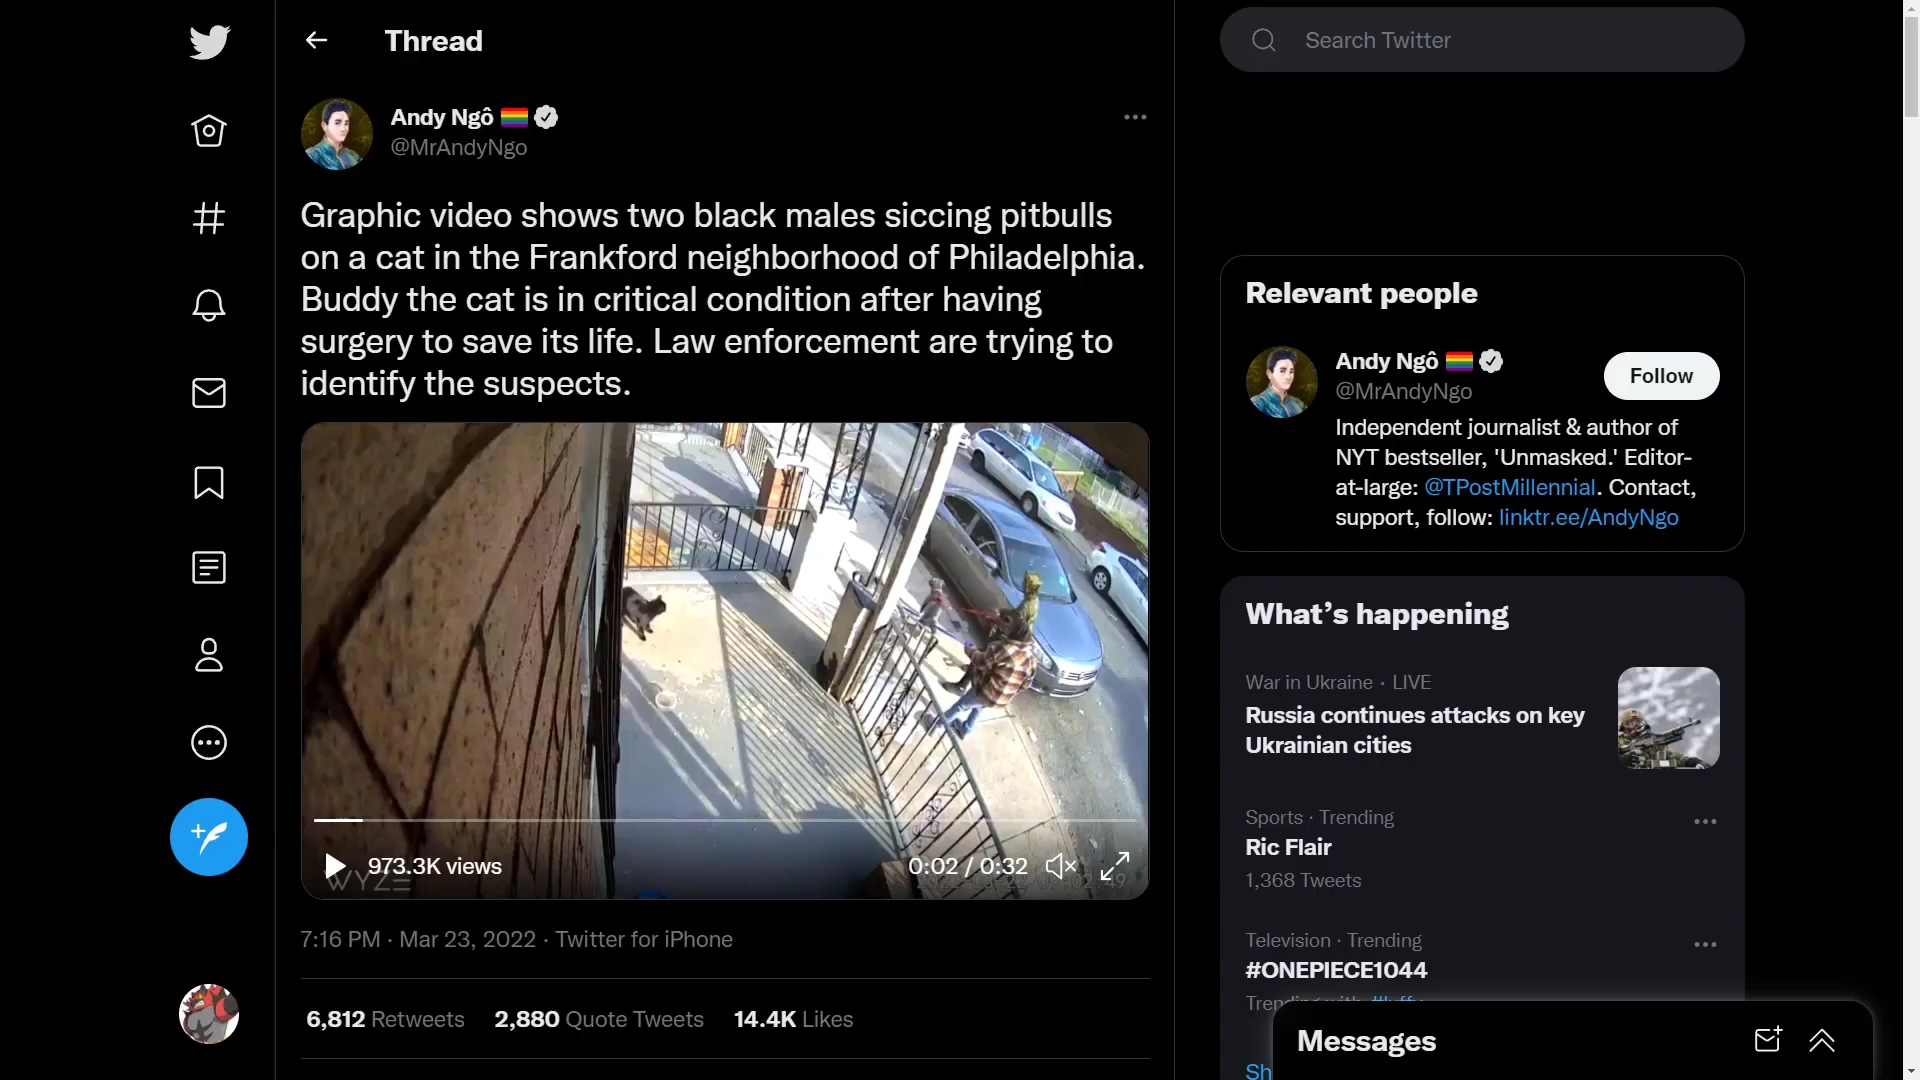 Thread
Andy Ngô
@MrAndyNgo
Graphic video shows two black males siccing pitbulls
on a cat in the Frankford neighborhood of Philadelphia.
Buddy the cat is in critical condition after having
surgery to save its life. Law enforcement are trying to
identify the suspects.
973.3K views
0:02 / 0:32
WYZE
7:16 PM · Mar 23, 2022 · Twitter for iPhone
6,812 Retweets 2,880 Quote Tweets 14.4K Likes
Search Twitter
Relevant people
Andy Ngô
@MrAndyNgo
Follow
Independent journalist & author of
NYT bestseller, 'Unmasked.' Editor-
at-large: @TPostMillennial. Contact,
support, follow: linktr.ee/AndyNgo
What's happening
War in Ukraine · LIVE
Russia continues attacks on key
Ukrainian cities
Sports · Trending
Ric Flair
1,368 Tweets
Television · Trending
#ONEPIECE1044
Trending with #luffy
Sh
Messages